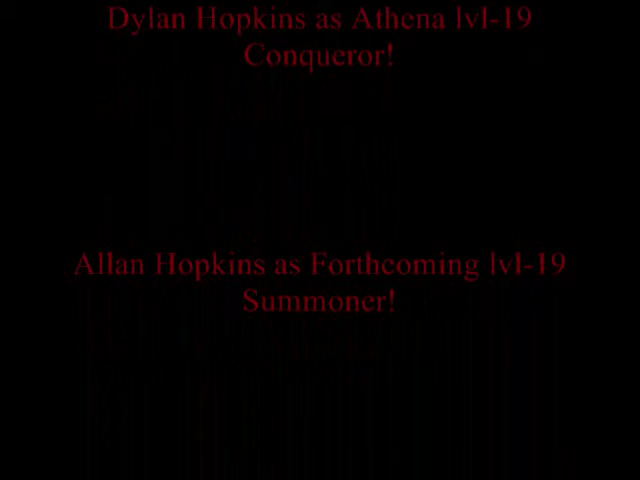 Dylan Hopkins as Athena lvl-19
Conqueror!
Allan Hopkins as Forthcoming lvl-19
Summoner!